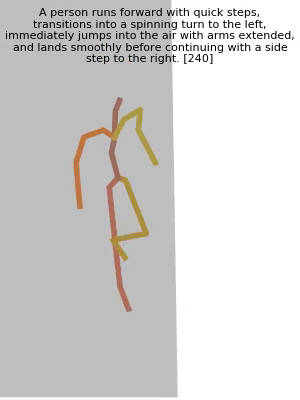 A person runs forward with quick steps,
transitions into a spinning turn to the left,
immediately jumps into the air with arms extended,
and lands smoothly before continuing with a side
step to the right. [240]